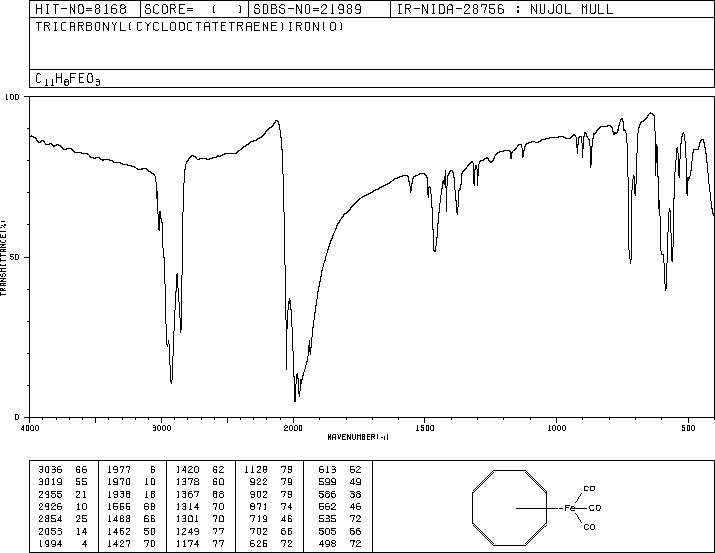 HIT-NO=8168 SCORE= ( ) SDBS-NO=21989 IR-NIDA-28756 : NUJOL MULL
TRICARBONYL(CYCLOOCTATETRAENE)IRON(0)
C11H8FEO3
100
50
0
TRANSMITTANCE(%)
4000 3000 2000 1500 1000 500
WAVENUMBER(-1)
3036 66 1977 6 1420 62 1128 79 613 52
3019 55 1970 10 1378 60 922 79 599 49
2955 21 1938 18 1367 68 902 79 586 38
2926 10 1556 68 1314 70 871 74 562 46
2854 25 1488 66 1301 70 719 46 535 72
2053 14 1462 50 1249 77 702 66 505 66
1994 4 1427 70 1174 77 626 72 498 72
CO
Fe CO
CO